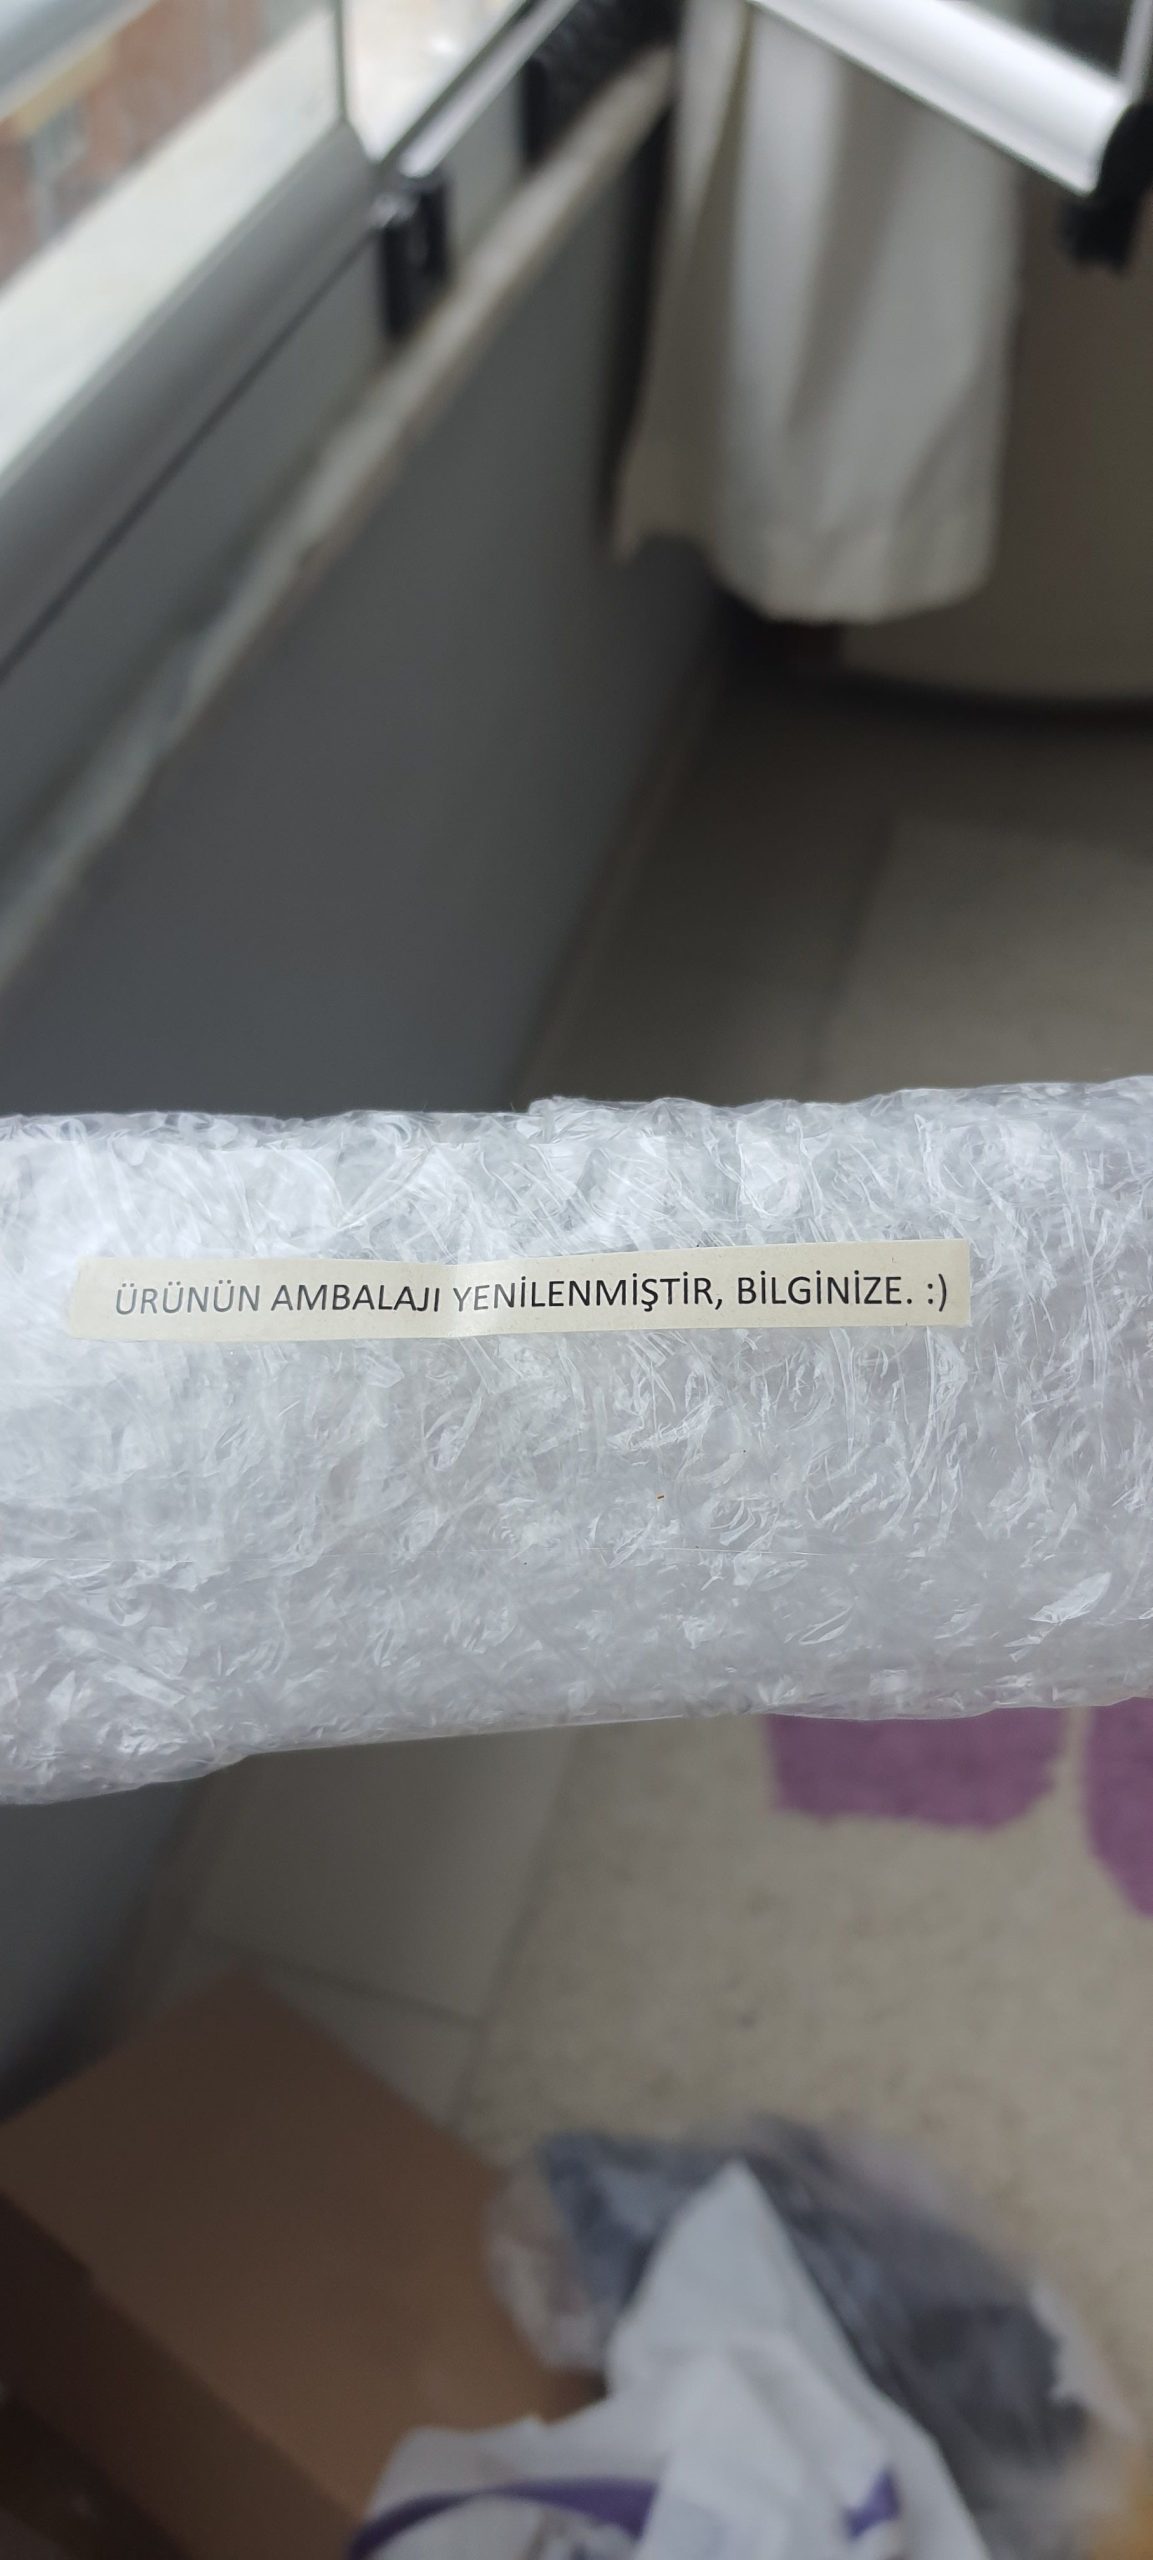 ÜRÜNÜN AMBALAJI YENİLENMİŞTİR, BİLGİNİZE. :)